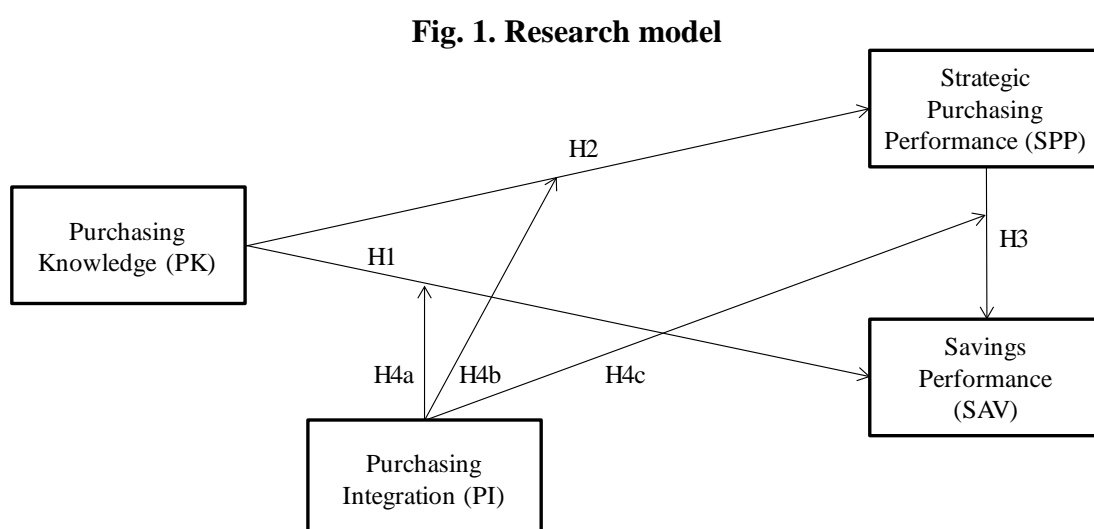 Fig. 1. Research model
Strategic
Purchasing
Performance (SPP)
H2
Purchasing
Knowledge (PK)
H1
H3
H4a
H4b
H4c
Savings
Performance
(SAV)
Purchasing
Integration (PI)